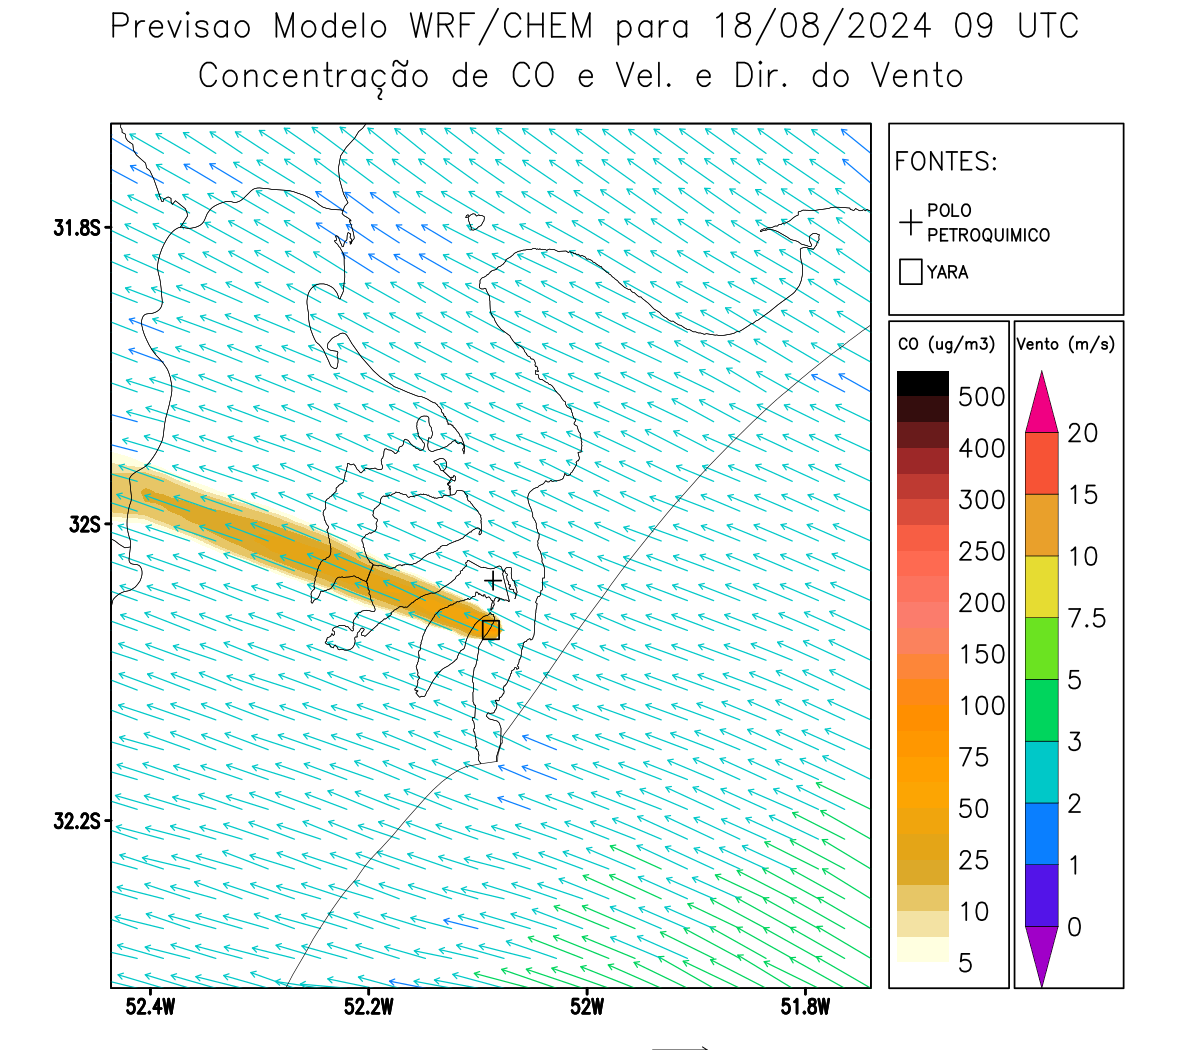 Previsao Modelo WRF/CHEM para 18/08/2024 09 UTC
Concentração de CO e Vel. e Dir. do Vento
FONTES:
POLO
PETROQUIMICO
YARA
CO (ug/m3)
500
400
300
250
200
150
100
75
50
25
10
5
Vento (m/s)
20
15
10
7.5
5
3
2
1
0
31.8S
32S
32.2S
52.4W
52.2W
52W
51.8W